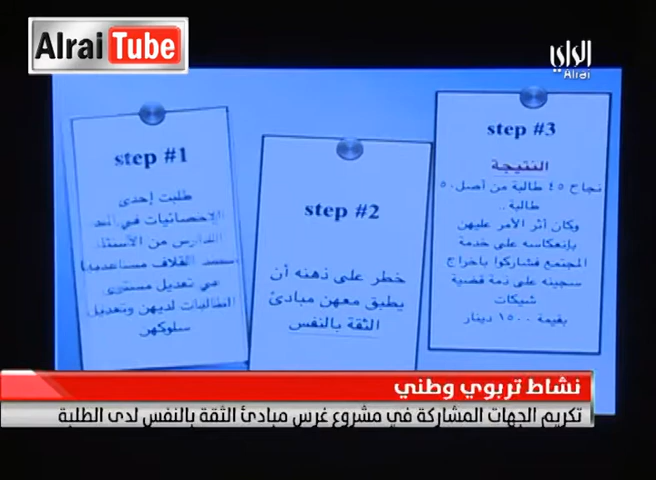 Alrai Tube
الراي
Alrai
step #1
طلبت إحدى
الإخصائيات في
المدارس من الأستاذ
القلاف مساعدتها
في تعديل مستوى
الطالبات لديهن وتعديل
سلوكهن
step #2
خطر على ذهنه أن
يطبق معهن مبادئ
الثقة بالنفس
step #3
النتيجة
نجاح ٤٥ طالبة من أصل ٥٠
طالبة..
وكان أثر الأمر عليهن
بإنعكاسه على خدمة
المجتمع فشاركوا باخراج
سجينه على ذمة قضية
شيكات
بقيمة ١٥٠٠ دينار
نشاط تربوي وطني
تكريم الجهات المشاركة في مشروع غرس مبادئ الثقة بالنفس لدى الطلبة